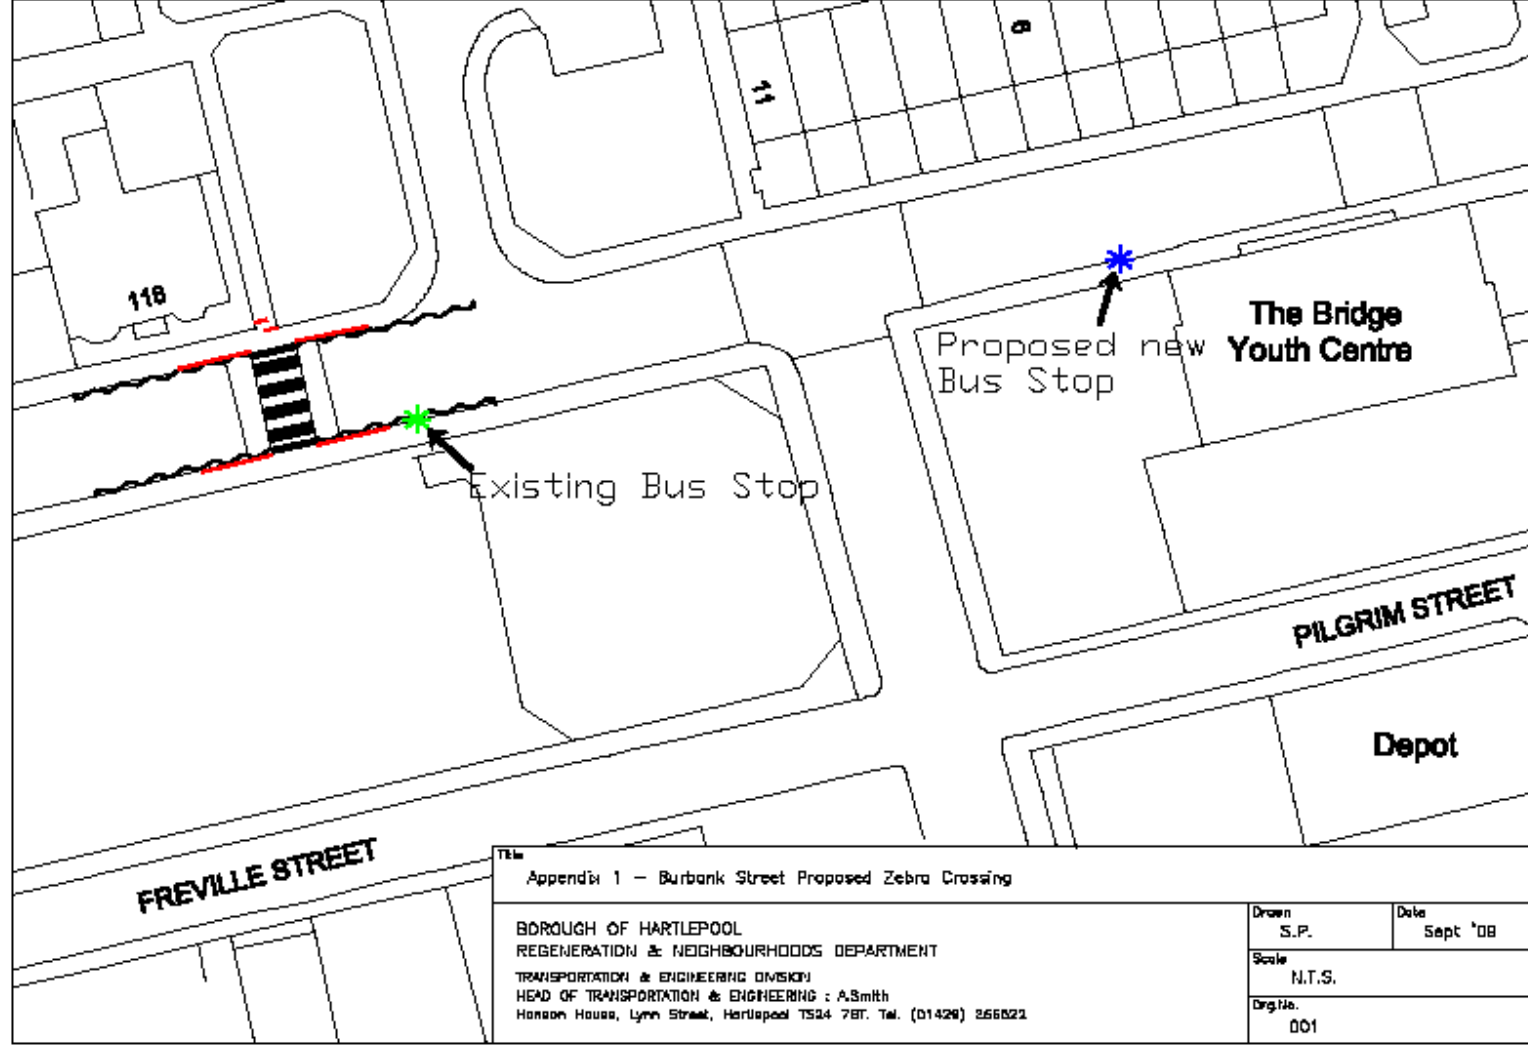 6
11
118
The Bridge
Youth Centre
Proposed new
Bus Stop
Existing Bus Stop
PILGRIM STREET
Depot
FREVILLE STREET
Title
Appendix 1 - Burbank Street Proposed Zebra Crossing
BOROUGH OF HARTLEPOOL
REGENERATION & NEIGHBOURHOODS DEPARTMENT
TRANSPORTATION & ENGINEERING DIVISION
HEAD OF TRANSPORTATION & ENGINEERING : A.Smith
Hanson House, Lynn Street, Hartlepool TS24 7BT. Tel. (01429)
Drawn
S.P.
Date
Sept
Scale
N.T.S.
Drg.No.
001